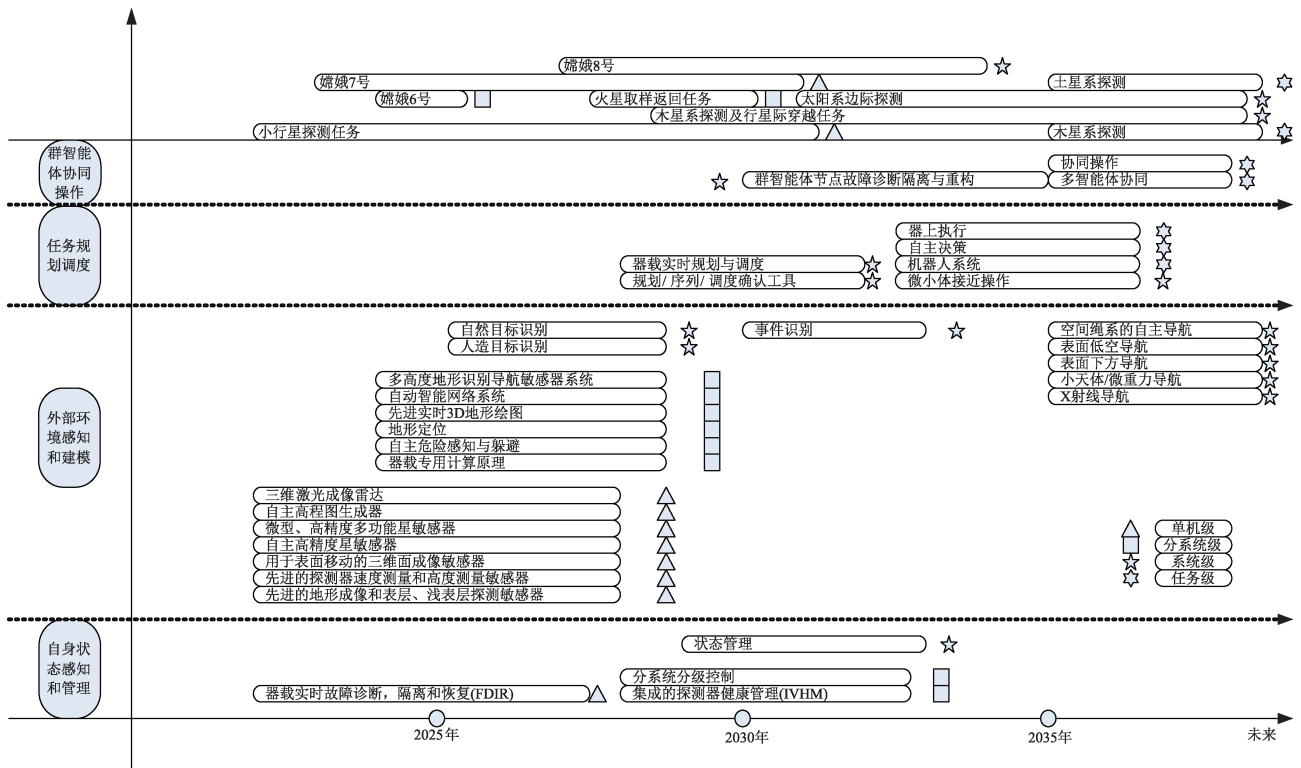 嫦娥8号
嫦娥7号
土星系探测
嫦娥6号
火星取样返回任务
太阳系边际探测
木星系探测及行星际穿越任务
小行星探测任务
木星系探测
群智能
体协同
操作
协同操作
群智能体节点故障诊断隔离与重构
多智能体协同
任务规
划调度
器上执行
自主决策
器载实时规划与调度
机器人系统
规划/ 序列/ 调度确认工具
微小体接近操作
外部环
境感知
和建模
自然目标识别
事件识别
空间绳系的自主导航
人造目标识别
表面低空导航
表面下方导航
多高度地形识别导航敏感器系统
小天体/微重力导航
自动智能网络系统
X射线导航
先进实时3D地形绘图
地形定位
自主危险感知与躲避
器载专用计算原理
三维激光成像雷达
自主高程图生成器
微型、高精度多功能星敏感器
单机级
自主高精度星敏感器
分系统级
用于表面移动的三维面成像敏感器
系统级
先进的探测器速度测量和高度测量敏感器
任务级
先进的地形成像和表层、浅表层探测敏感器
自身状
态感知
和管理
状态管理
分系统分级控制
器载实时故障诊断，隔离和恢复(FDIR)
集成的探测器健康管理(IVHM)
2025年
2030年
2035年
未来